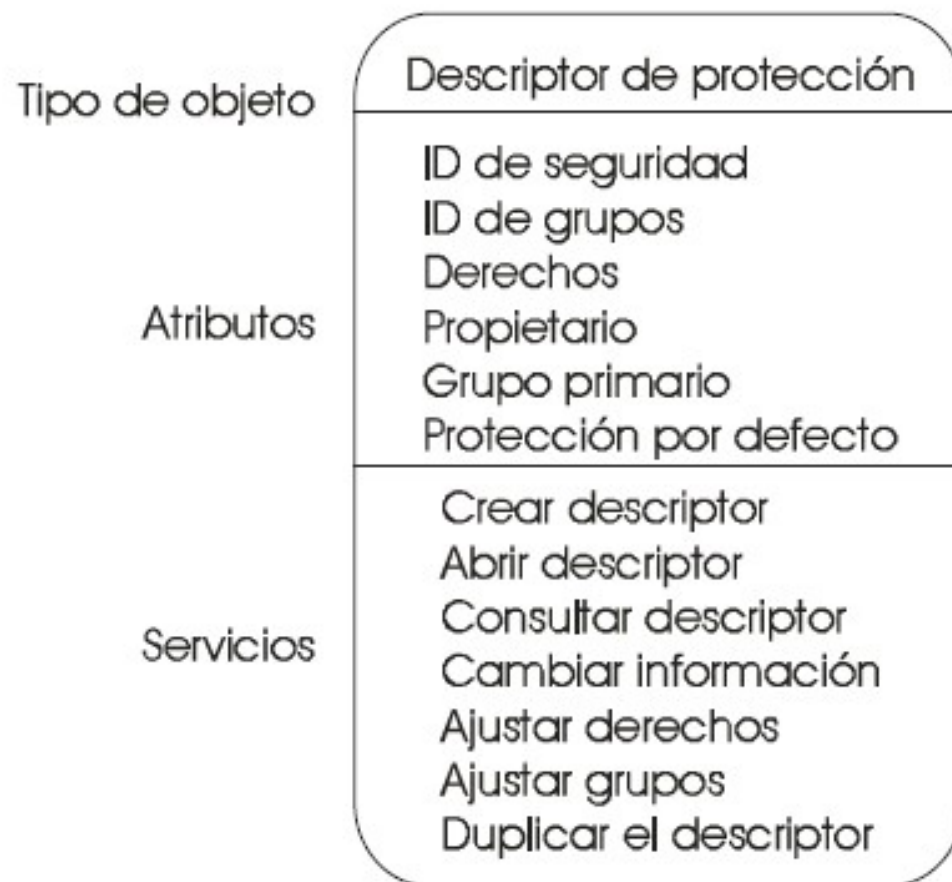 Tipo de objeto
Descriptor de protección
Atributos
ID de seguridad
ID de grupos
Derechos
Propietario
Grupo primario
Protección por defecto
Servicios
Crear descriptor
Abrir descriptor
Consultar descriptor
Cambiar información
Ajustar derechos
Ajustar grupos
Duplicar el descriptor